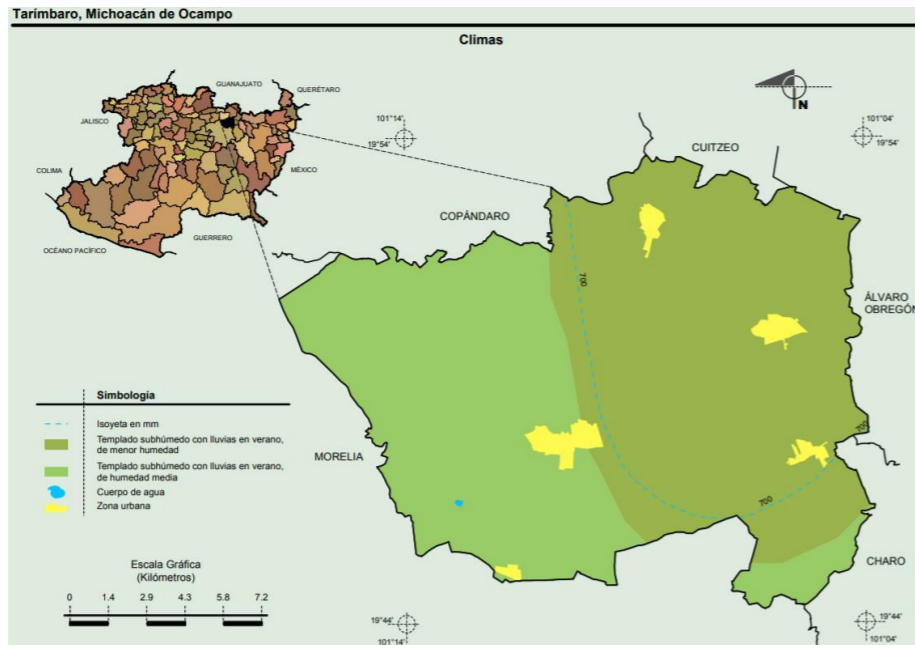 Tarímbaro, Michoacán de Ocampo
Climas
GUANAJUATO
QUERÉTARO
JALISCO
COLIMA
MÉXICO
GUERRERO
OCÉANO PACÍFICO
N
101°14'
19°54'
101°04'
19°54'
CUITZEO
COPÁNDARO
700
ÁLVARO
OBREGÓN
700
MORELIA
700
CHARO
Simbología
Isoyeta en mm
Templado subhúmedo con lluvias en verano,
de menor humedad
Templado subhúmedo con lluvias en verano,
de humedad media
Cuerpo de agua
Zona urbana
Escala Gráfica
(Kilómetros)
0 1.4 2.9 4.3 5.8 7.2
19°44'
101°14'
19°44'
101°04'